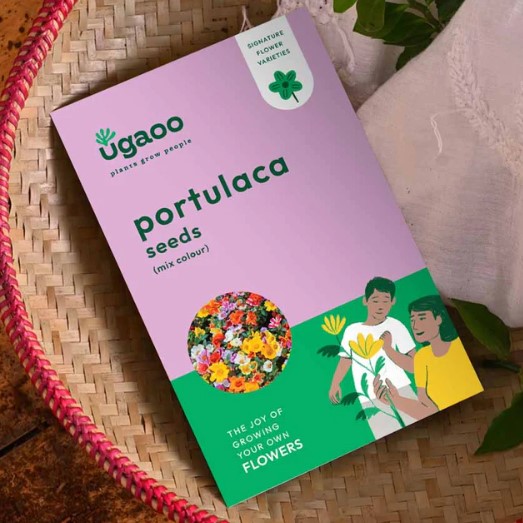 SIGNATURE
FLOWER
VARIETIES
ugaoo
plants grow people
portulaca
seeds
(mix colour)
THE JOY OF
GROWING
YOUR OWN
FLOWERS